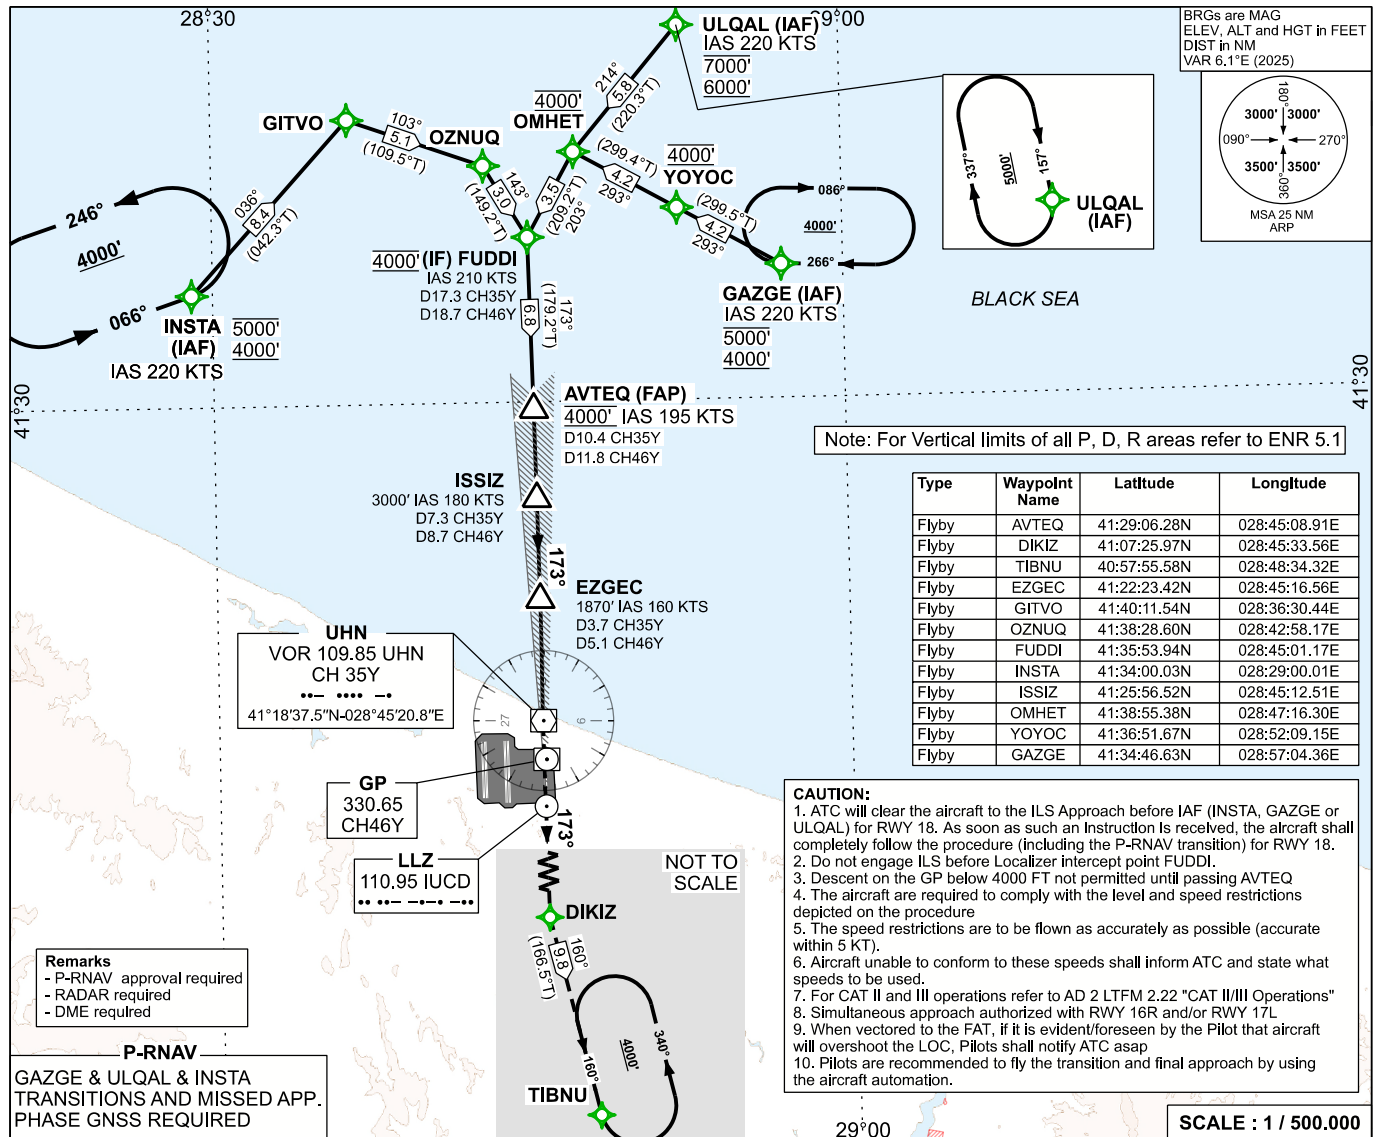 28°30'
29°00
ULQAL (IAF)
IAS 220 KTS
7000'
6000'
BRGs are MAG
ELEV, ALT and HGT in FEET
DIST in NM
VAR 6.1°E (2025)
180°
3000' 3000'
090° 270°
3500' 3500'
360°
MSA 25 NM
ARP
337°
5000'
157°
ULQAL
(IAF)
214°
5.8
(220.3°T)
4000'
OMHET
GITVO
103°
5.1
(109.5°T)
OZNUQ
143°
3.0
(149.2°T)
3.5
(209.2°T)
203°
(299.4°T)
4.2
293°
4000'
YOYOC
(299.5°T)
4.2
293°
086°
4000'
266°
GAZGE (IAF)
IAS 220 KTS
5000'
4000'
BLACK SEA
246°
4000'
066°
036°
8.4
(042.3°T)
INSTA
(IAF)
5000'
4000'
IAS 220 KTS
4000' (IF) FUDDI
IAS 210 KTS
D17.3 CH35Y
D18.7 CH46Y
173°
(179.2°T)
6.8
41°30
41°30
AVTEQ (FAP)
4000' IAS 195 KTS
D10.4 CH35Y
D11.8 CH46Y
ISSIZ
3000' IAS 180 KTS
D7.3 CH35Y
D8.7 CH46Y
173°
EZGEC
1870' IAS 160 KTS
D3.7 CH35Y
D5.1 CH46Y
Note: For Vertical limits of all P, D, R areas refer to ENR 5.1
Type Waypoint Name Latitude Longitude
Flyby AVTEQ 41:29:06.28N 028:45:08.91E
Flyby DIKIZ 41:07:25.97N 028:45:33.56E
Flyby TIBNU 40:57:55.58N 028:48:34.32E
Flyby EZGEC 41:22:23.42N 028:45:16.56E
Flyby GITVO 41:40:11.54N 028:36:30.44E
Flyby OZNUQ 41:38:28.60N 028:42:58.17E
Flyby FUDDI 41:35:53.94N 028:45:01.17E
Flyby INSTA 41:34:00.03N 028:29:00.01E
Flyby ISSIZ 41:25:56.52N 028:45:12.51E
Flyby OMHET 41:38:55.38N 028:47:16.30E
Flyby YOYOC 41:36:51.67N 028:52:09.15E
Flyby GAZGE 41:34:46.63N 028:57:04.36E
UHN
VOR 109.85 UHN
CH 35Y
41°18'37.5"N-028°45'20.8"E
27
9
GP
330.65
CH46Y
LLZ
110.95 IUCD
173°
NOT TO
SCALE
DIKIZ
160°
9.8
(166.5°T)
160°
4000'
340°
TIBNU
CAUTION:
1. ATC will clear the aircraft to the ILS Approach before IAF (INSTA, GAZGE or
ULQAL) for RWY 18. As soon as such an instruction is received, the aircraft shall
completely follow the procedure (including the P-RNAV transition) for RWY 18.
2. Do not engage ILS before Localizer intercept point FUDDI.
3. Descent on the GP below 4000 FT not permitted until passing AVTEQ
4. The aircraft are required to comply with the level and speed restrictions
depicted on the procedure
5. The speed restrictions are to be flown as accurately as possible (accurate
within 5 KT).
6. Aircraft unable to conform to these speeds shall inform ATC and state what
speeds to be used.
7. For CAT II and III operations refer to AD 2 LTFM 2.22 "CAT II/III Operations"
8. Simultaneous approach authorized with RWY 16R and/or RWY 17L
9. When vectored to the FAT, if it is evident/foreseen by the Pilot that aircraft
will overshoot the LOC, Pilots shall notify ATC asap
10. Pilots are recommended to fly the transition and final approach by using
the aircraft automation.
Remarks
- P-RNAV approval required
- RADAR required
- DME required
P-RNAV
GAZGE & ULQAL & INSTA
TRANSITIONS AND MISSED APP.
PHASE GNSS REQUIRED
29°00
SCALE : 1 / 500.000